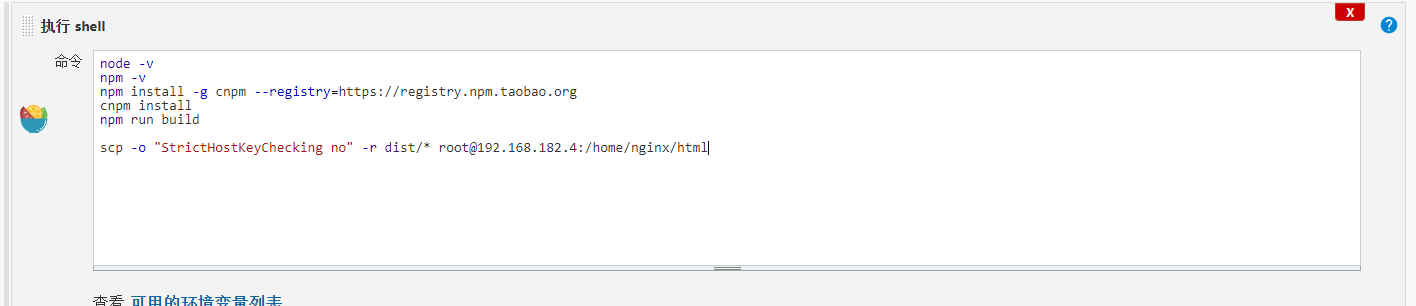 执行 shell
X
?
命令
node -v
npm -v
npm install -g cnpm --registry=https://registry.npm.taobao.org
cnpm install
npm run build
scp -o "StrictHostKeyChecking no" -r dist/* root@192.168.182.4:/home/nginx/html
查看 可用的环境变量列表